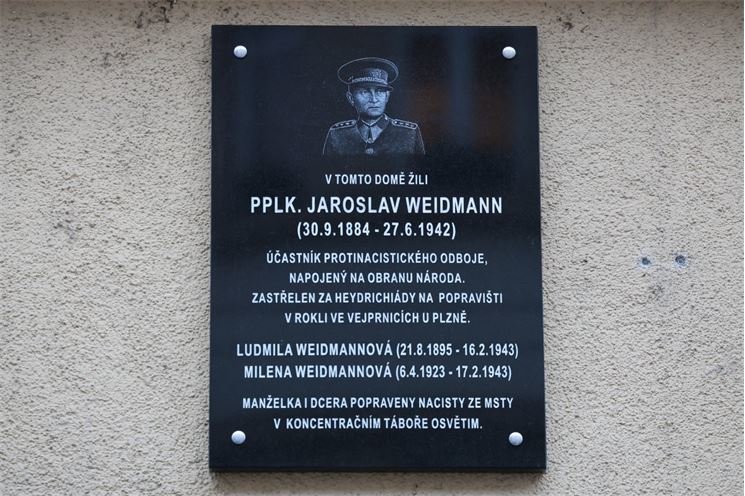 V TOMTO DOMĚ ŽILI
PPLK. JAROSLAV WEIDMANN
(30.9.1884 - 27.6.1942)
ÚČASTNÍK PROTINACISTICKÉHO ODBOJE,
NAPOJENÝ NA OBRANU NÁRODA.
ZASTŘELEN ZA HEYDRICHIÁDY NA POPRAVIŠTI
V ROKLI VE VEJPRNICÍCH U PLZNĚ.
LUDMILA WEIDMANNOVÁ (21.8.1895 - 16.2.1943)
MILENA WEIDMANNOVÁ (6.4.1923 - 17.2.1943)
MANŽELKA I DCERA POPRAVENY NACISTY ZE MSTY
V KONCENTRAČNÍM TÁBOŘE OSVĚTIM.